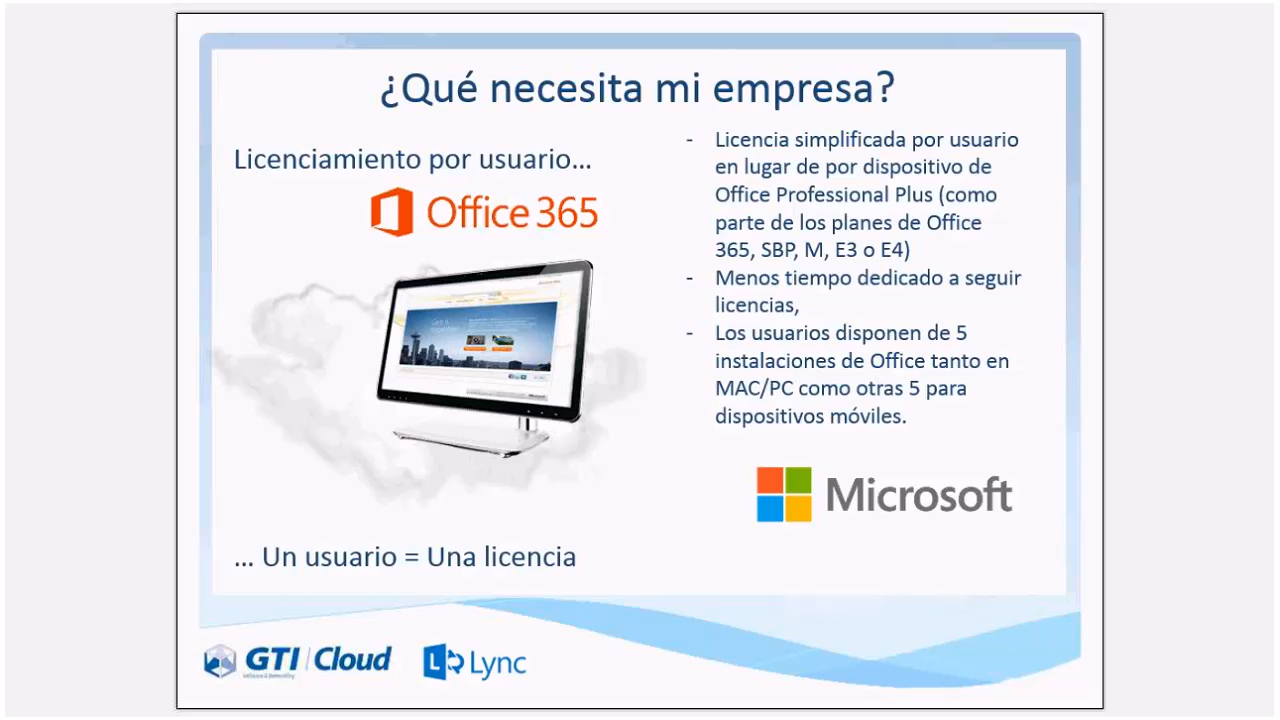 ¿Qué necesita mi empresa?
Licenciamiento por usuario...
Office 365
... Un usuario = Una licencia
- Licencia simplificada por usuario
en lugar de por dispositivo de
Office Professional Plus (como
parte de los planes de Office
365, SBP, M, E3 o E4)
- Menos tiempo dedicado a seguir
licencias,
- Los usuarios disponen de 5
instalaciones de Office tanto en
MAC/PC como otras 5 para
dispositivos móviles.
Microsoft
GTI Cloud
Lync